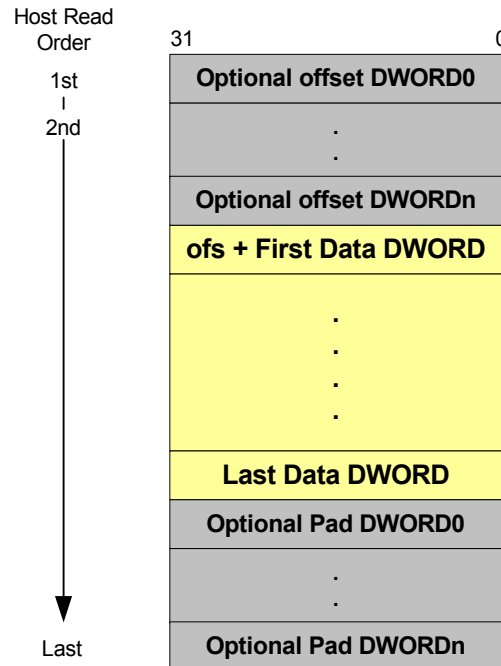 Host Read
Order
31
0
1st
2nd
Optional offset DWORD0
.
.
Optional offset DWORDn
ofs + First Data DWORD
.
.
.
.
Last Data DWORD
Optional Pad DWORD0
.
.
Last
Optional Pad DWORDn